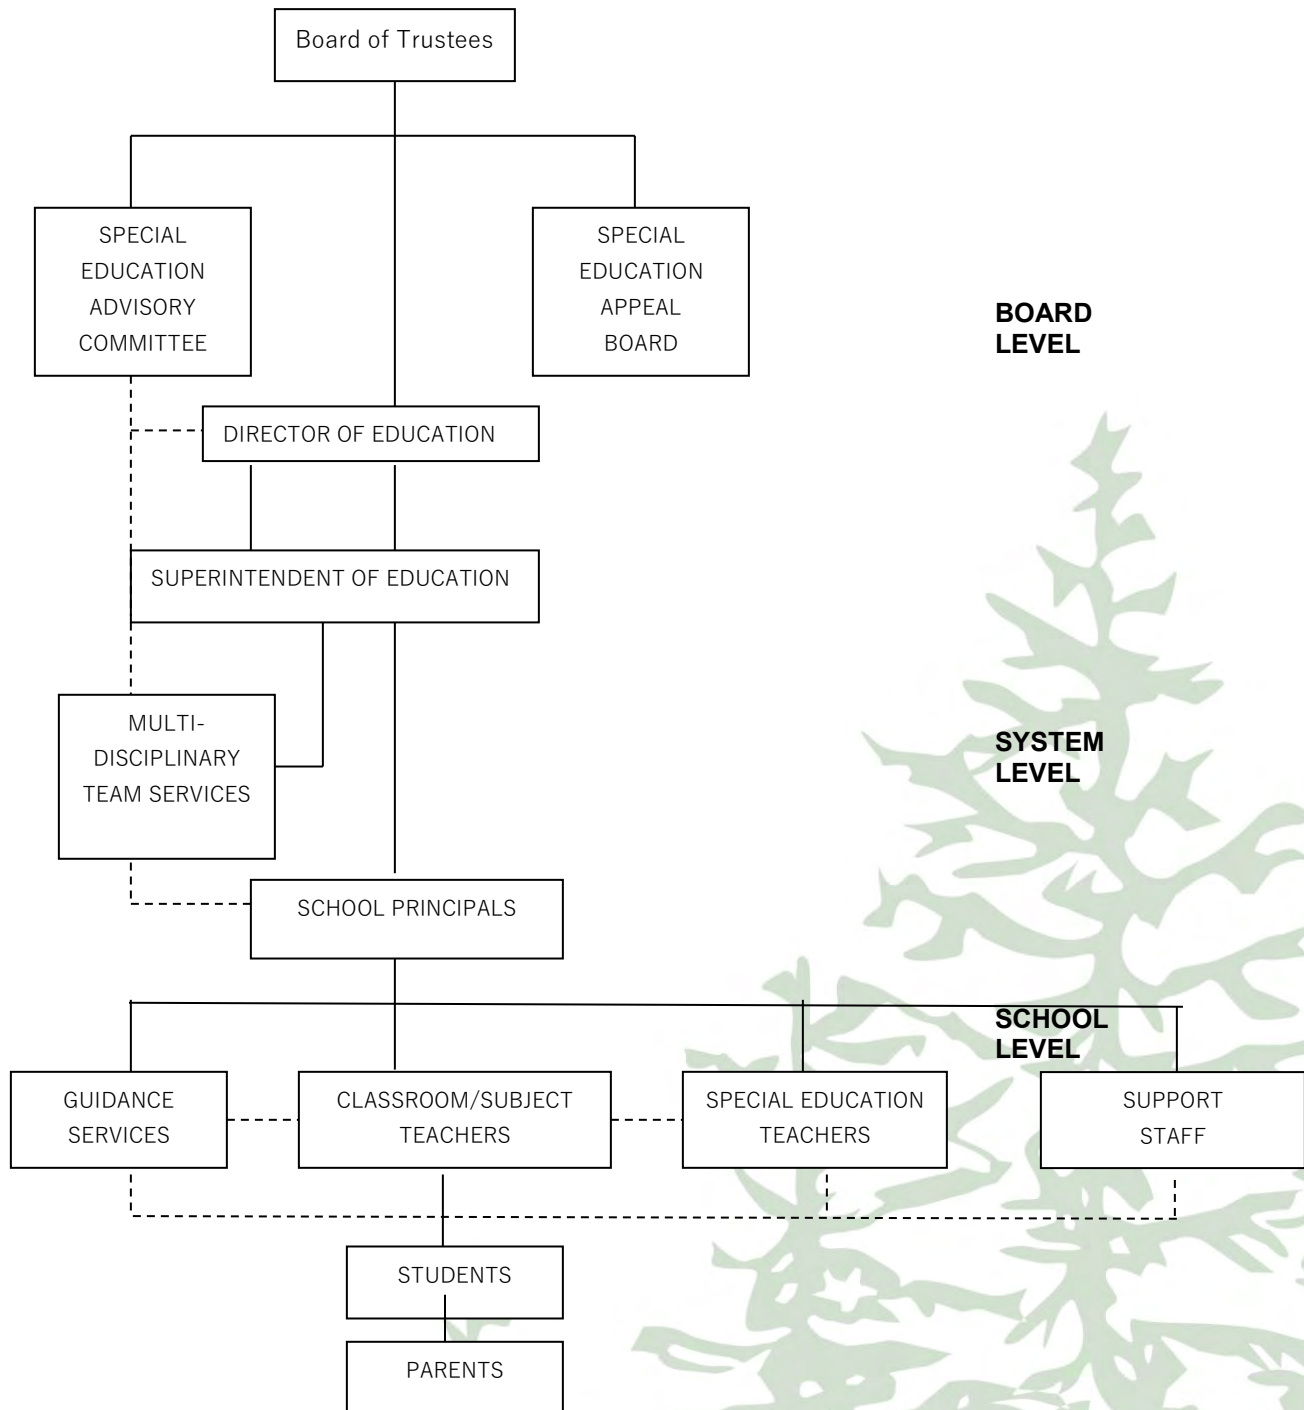 Board of Trustees
SPECIAL
EDUCATION
ADVISORY
COMMITTEE
SPECIAL
EDUCATION
APPEAL
BOARD
BOARD
LEVEL
DIRECTOR OF EDUCATION
SUPERINTENDENT OF EDUCATION
MULTI-
DISCIPLINARY
TEAM SERVICES
SYSTEM
LEVEL
SCHOOL PRINCIPALS
SCHOOL
LEVEL
GUIDANCE
SERVICES
CLASSROOM/SUBJECT
TEACHERS
SPECIAL EDUCATION
TEACHERS
SUPPORT
STAFF
STUDENTS
PARENTS